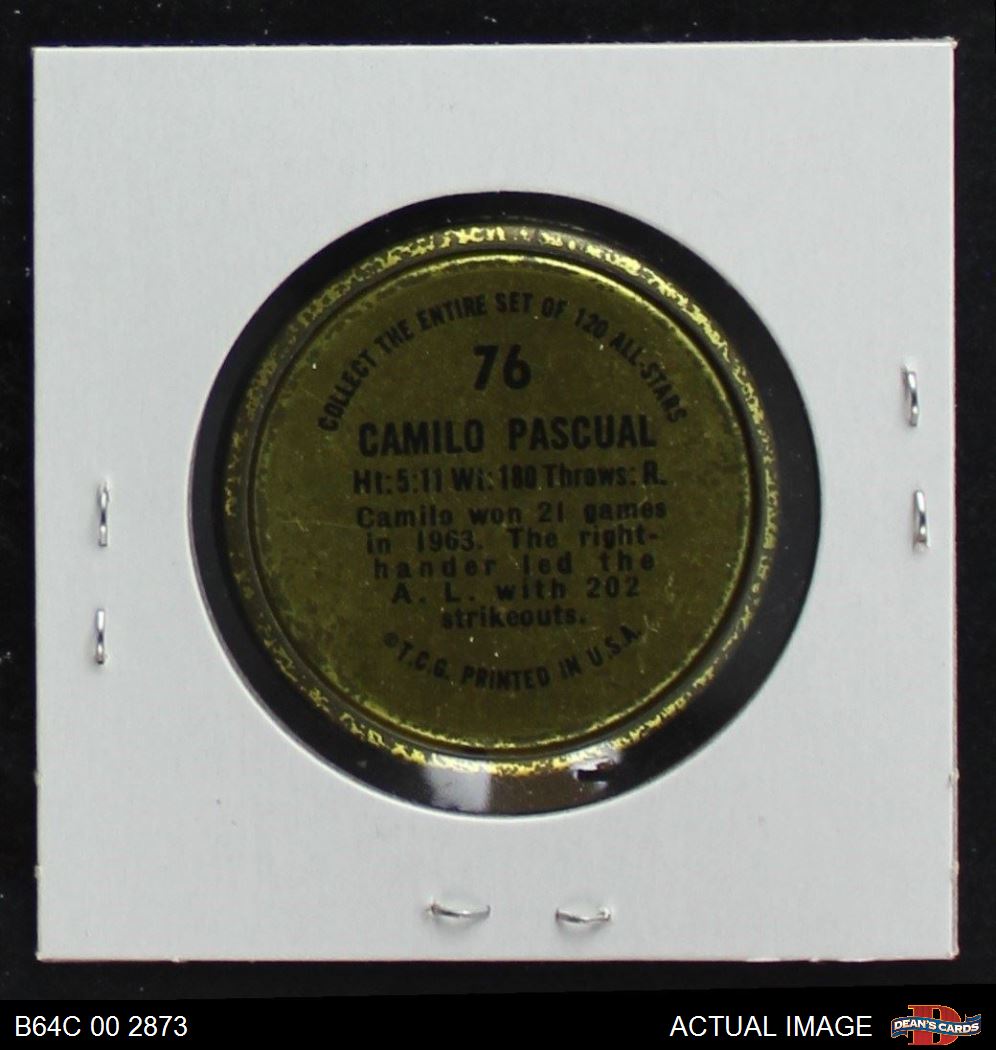 COLLECT THE ENTIRE SET OF 120 ALL-STARS
76
CAMILO PASCUAL
Ht: 5:11 Wt: 180 Throws: R.
Camilo won 21 games
in 1963. The right-
hander led the
A. L. with 202
strikeouts.
©T.C.G. PRINTED IN U.S.A.
B64C 00 2873
ACTUAL IMAGE
DEAN'S CARDS